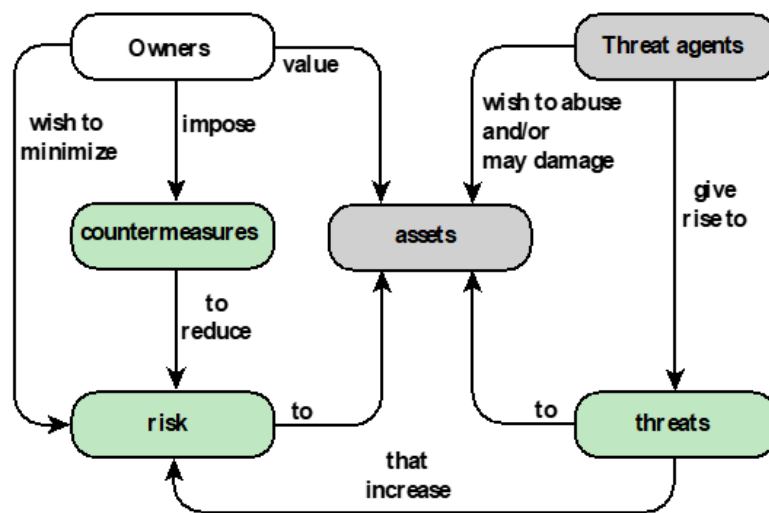 Owners
value
Threat agents
wish to
minimize
impose
wish to abuse
and/or
may damage
give
rise to
countermeasures
assets
to
reduce
risk
to
to
threats
that
increase